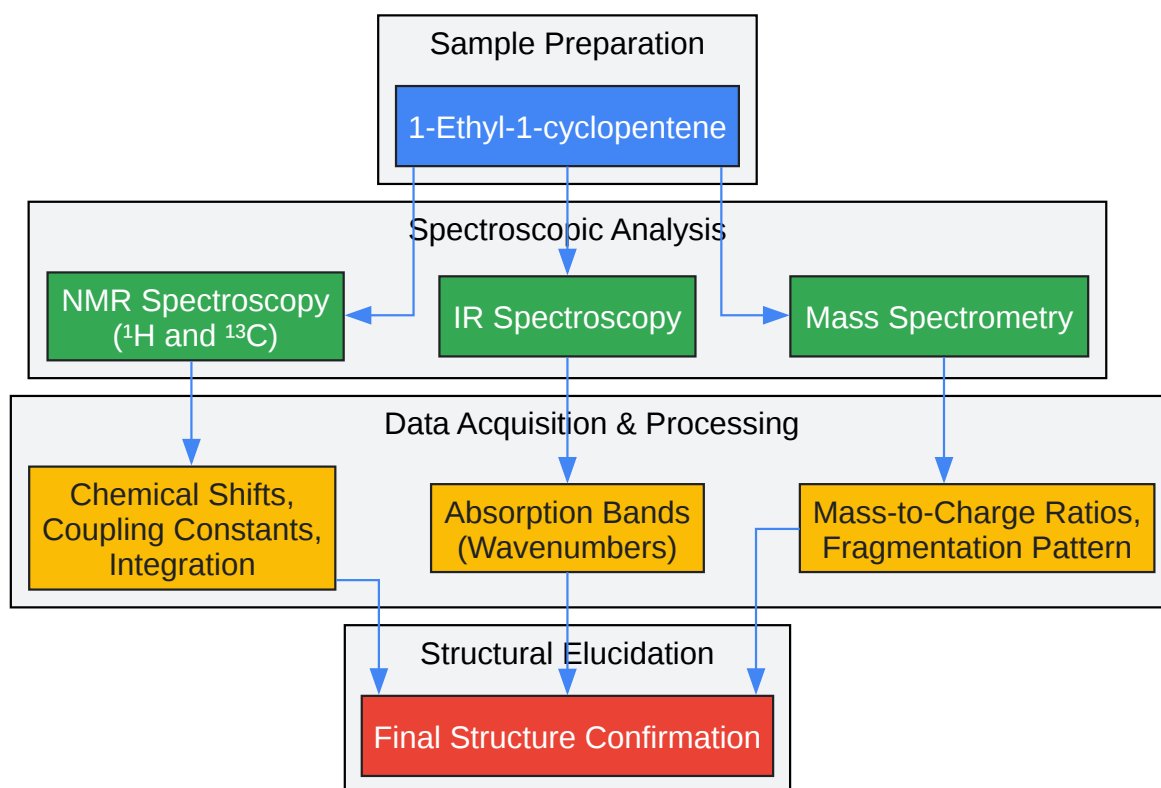 Sample Preparation
1-Ethyl-1-cyclopentene
Spectroscopic Analysis
NMR Spectroscopy
(¹H and ¹³C)
IR Spectroscopy
Mass Spectrometry
Data Acquisition & Processing
Chemical Shifts,
Coupling Constants,
Integration
Absorption Bands
(Wavenumbers)
Mass-to-Charge Ratios,
Fragmentation Pattern
Structural Elucidation
Final Structure Confirmation